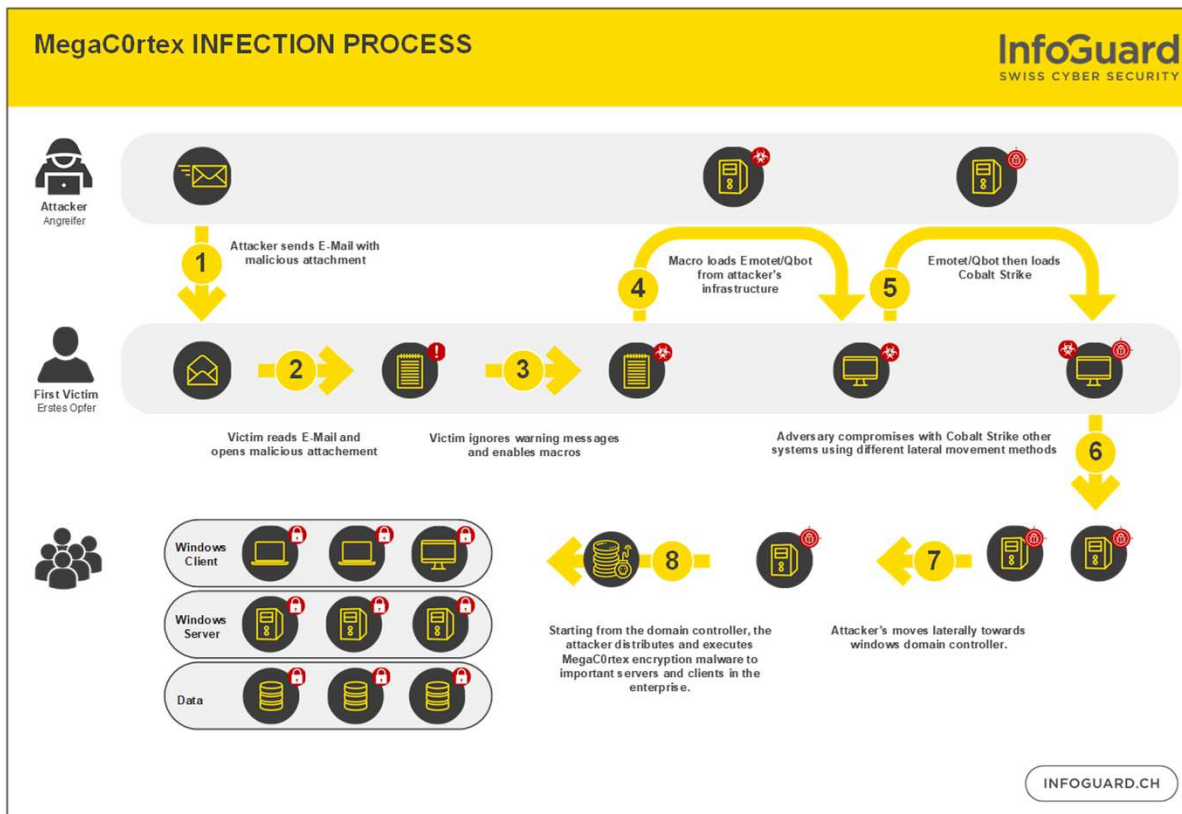 MegaC0rtex INFECTION PROCESS
InfoGuard
SWISS CYBER SECURITY
Attacker
Angreifer
1
Attacker sends E-Mail with
malicious attachment
4
Macro loads Emotet/Qbot
from attacker's
infrastructure
5
Emotet/Qbot then loads
Cobalt Strike
First Victim
Erstes Opfer
2
!
3
Victim reads E-Mail and
opens malicious attachement
Victim ignores warning messages
and enables macros
Adversary compromises with Cobalt Strike other
systems using different lateral movement methods
6
Windows
Client
Windows
Server
Data
8
7
Starting from the domain controller, the
attacker distributes and executes
MegaC0rtex encryption malware to
important servers and clients in the
enterprise.
Attacker's moves laterally towards
windows domain controller.
INFOGUARD.CH